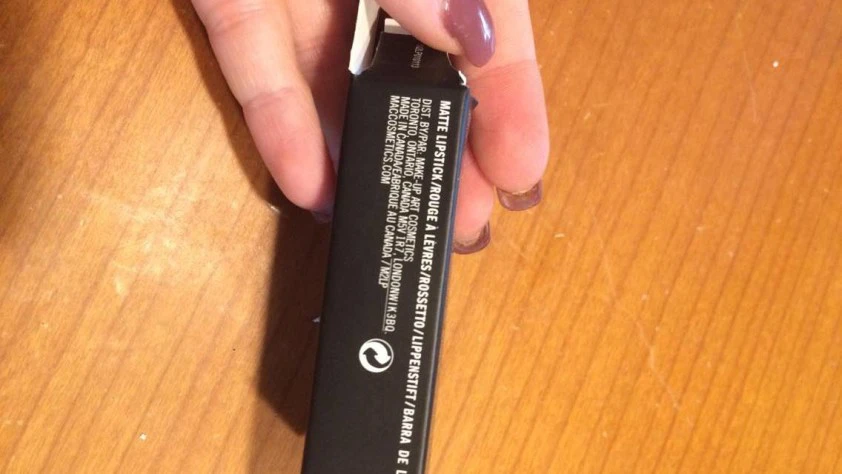 MATTE LIPSTICK/ROUGE À LÈVRES/ROSSETTO/LIPPENSTIFT/BARRA DE L
DIST. BY/PAR. MAKE-UP ART COSMETICS
TORONTO, ONTARIO, CANADA M5V 1R7, LONDON W1K 3BQ.
MADE IN CANADA/FABRIQUÉ AU CANADA / M2LP
MACCOSMETICS.COM